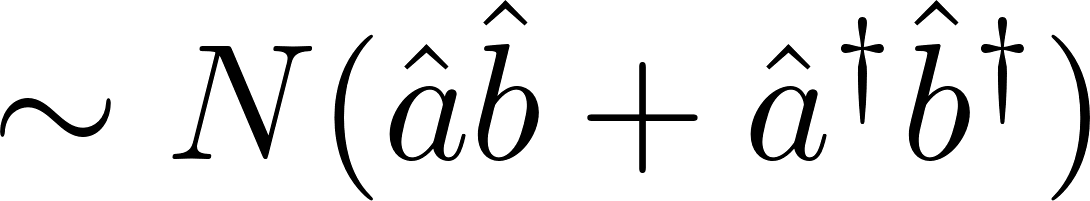 ∼ N(âb̂ + â†b̂†)